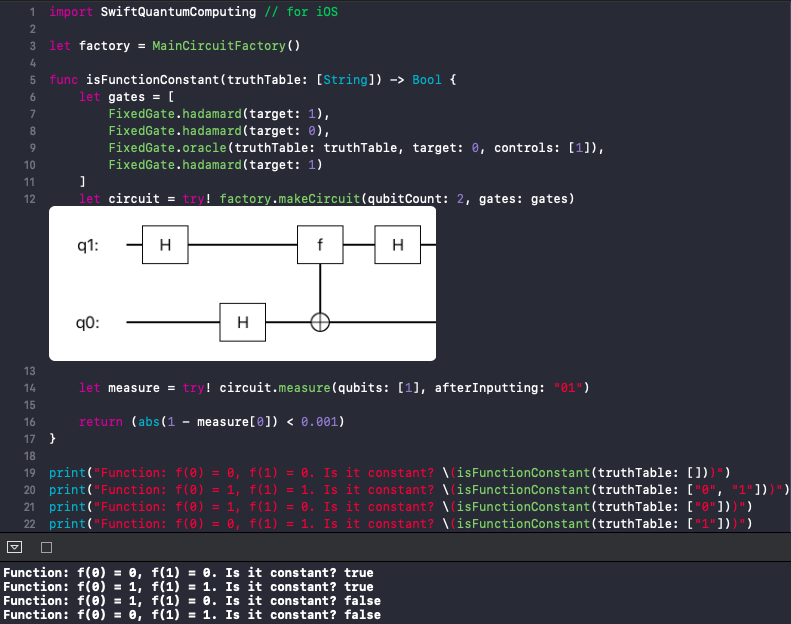 1 import SwiftQuantumComputing // for iOS
2
3 let factory = MainCircuitFactory()
4
5 func isFunctionConstant(truthTable: [String]) -> Bool {
6 let gates = [
7 FixedGate.hadamard(target: 1),
8 FixedGate.hadamard(target: 0),
9 FixedGate.oracle(truthTable: truthTable, target: 0, controls: [1]),
10 FixedGate.hadamard(target: 1)
11 ]
12 let circuit = try! factory.makeCircuit(qubitCount: 2, gates: gates)
q1: H f H
q0: H
13
14 let measure = try! circuit.measure(qubits: [1], afterInputting: "01")
15
16 return (abs(1 - measure[0]) < 0.001)
17 }
18
19 print("Function: f(0) = 0, f(1) = 0. Is it constant? \(isFunctionConstant(truthTable: []))")
20 print("Function: f(0) = 1, f(1) = 1. Is it constant? \(isFunctionConstant(truthTable: ["0", "1"]))")
21 print("Function: f(0) = 1, f(1) = 0. Is it constant? \(isFunctionConstant(truthTable: ["0"]))")
22 print("Function: f(0) = 0, f(1) = 1. Is it constant? \(isFunctionConstant(truthTable: ["1"]))")
Function: f(0) = 0, f(1) = 0. Is it constant? true
Function: f(0) = 1, f(1) = 1. Is it constant? true
Function: f(0) = 1, f(1) = 0. Is it constant? false
Function: f(0) = 0, f(1) = 1. Is it constant? false